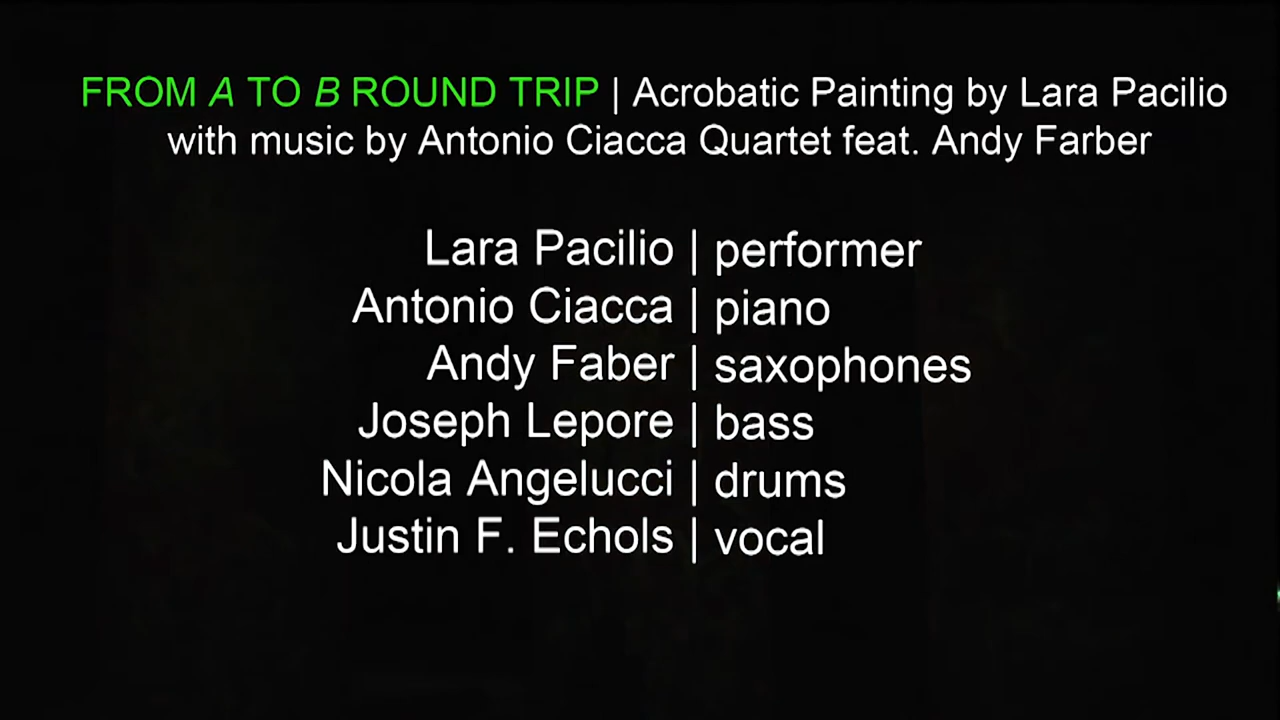 FROM A TO B ROUND TRIP | Acrobatic Painting by Lara Pacilio
with music by Antonio Ciacca Quartet feat. Andy Farber
Lara Pacilio | performer
Antonio Ciacca | piano
Andy Faber | saxophones
Joseph Lepore | bass
Nicola Angelucci | drums
Justin F. Echols | vocal